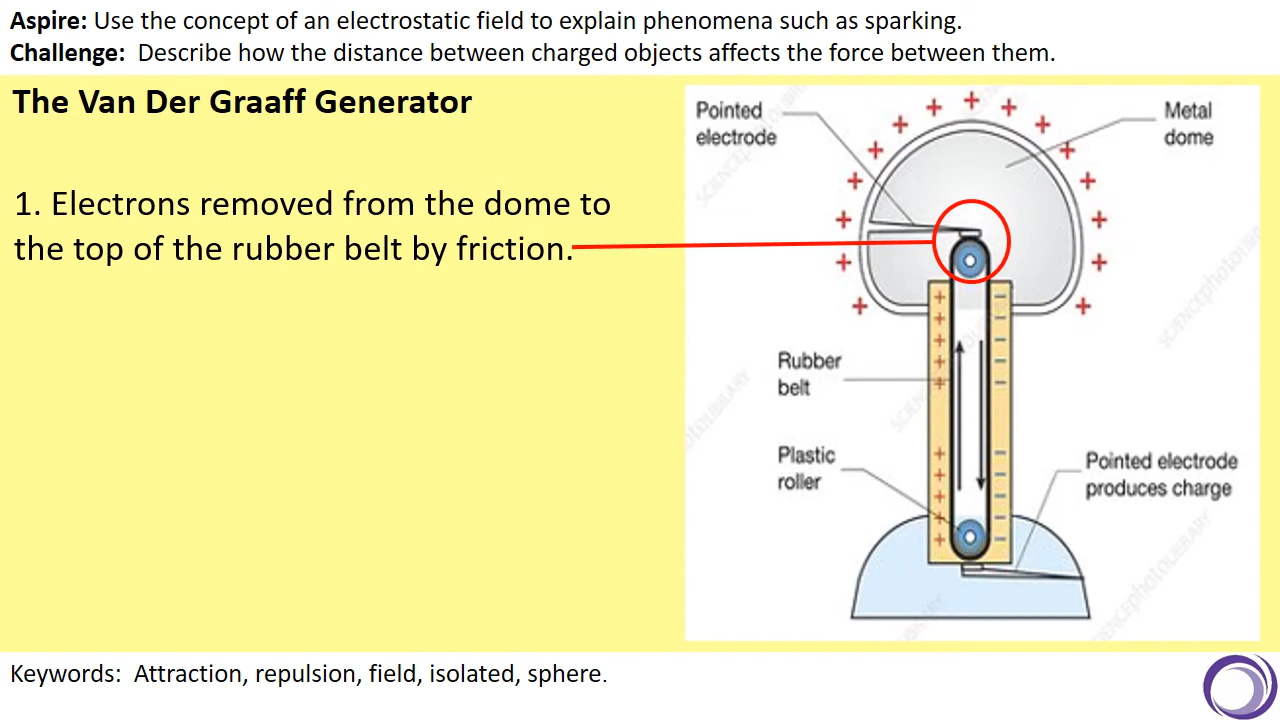 Aspire: Use the concept of an electrostatic field to explain phenomena such as sparking.
Challenge:  Describe how the distance between charged objects affects the force between them.
The Van Der Graaff Generator
1. Electrons removed from the dome to
the top of the rubber belt by friction.
Pointed
electrode
Metal
dome
Rubber
belt
Plastic
roller
Pointed electrode
produces charge
Keywords:  Attraction, repulsion, field, isolated, sphere.